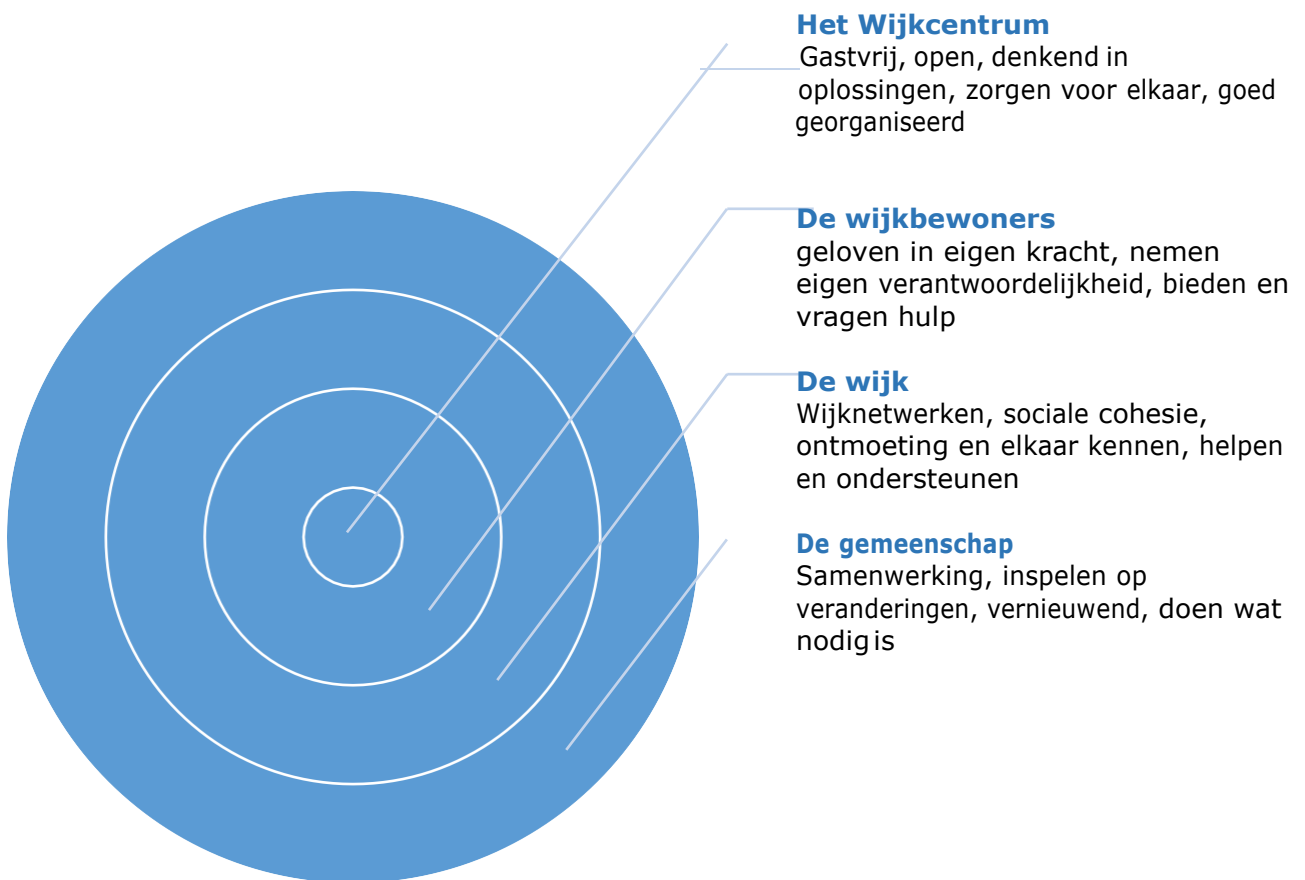 Het Wijkcentrum
Gastvrij, open, denkend in
oplossingen, zorgen voor elkaar, goed
georganiseerd
De wijkbewoners
geloven in eigen kracht, nemen
eigen verantwoordelijkheid, bieden en
vragen hulp
De wijk
Wijknetwerken, sociale cohesie,
ontmoeting en elkaar kennen, helpen
en ondersteunen
De gemeenschap
Samenwerking, inspelen op
veranderingen, vernieuwend, doen wat
nodig is